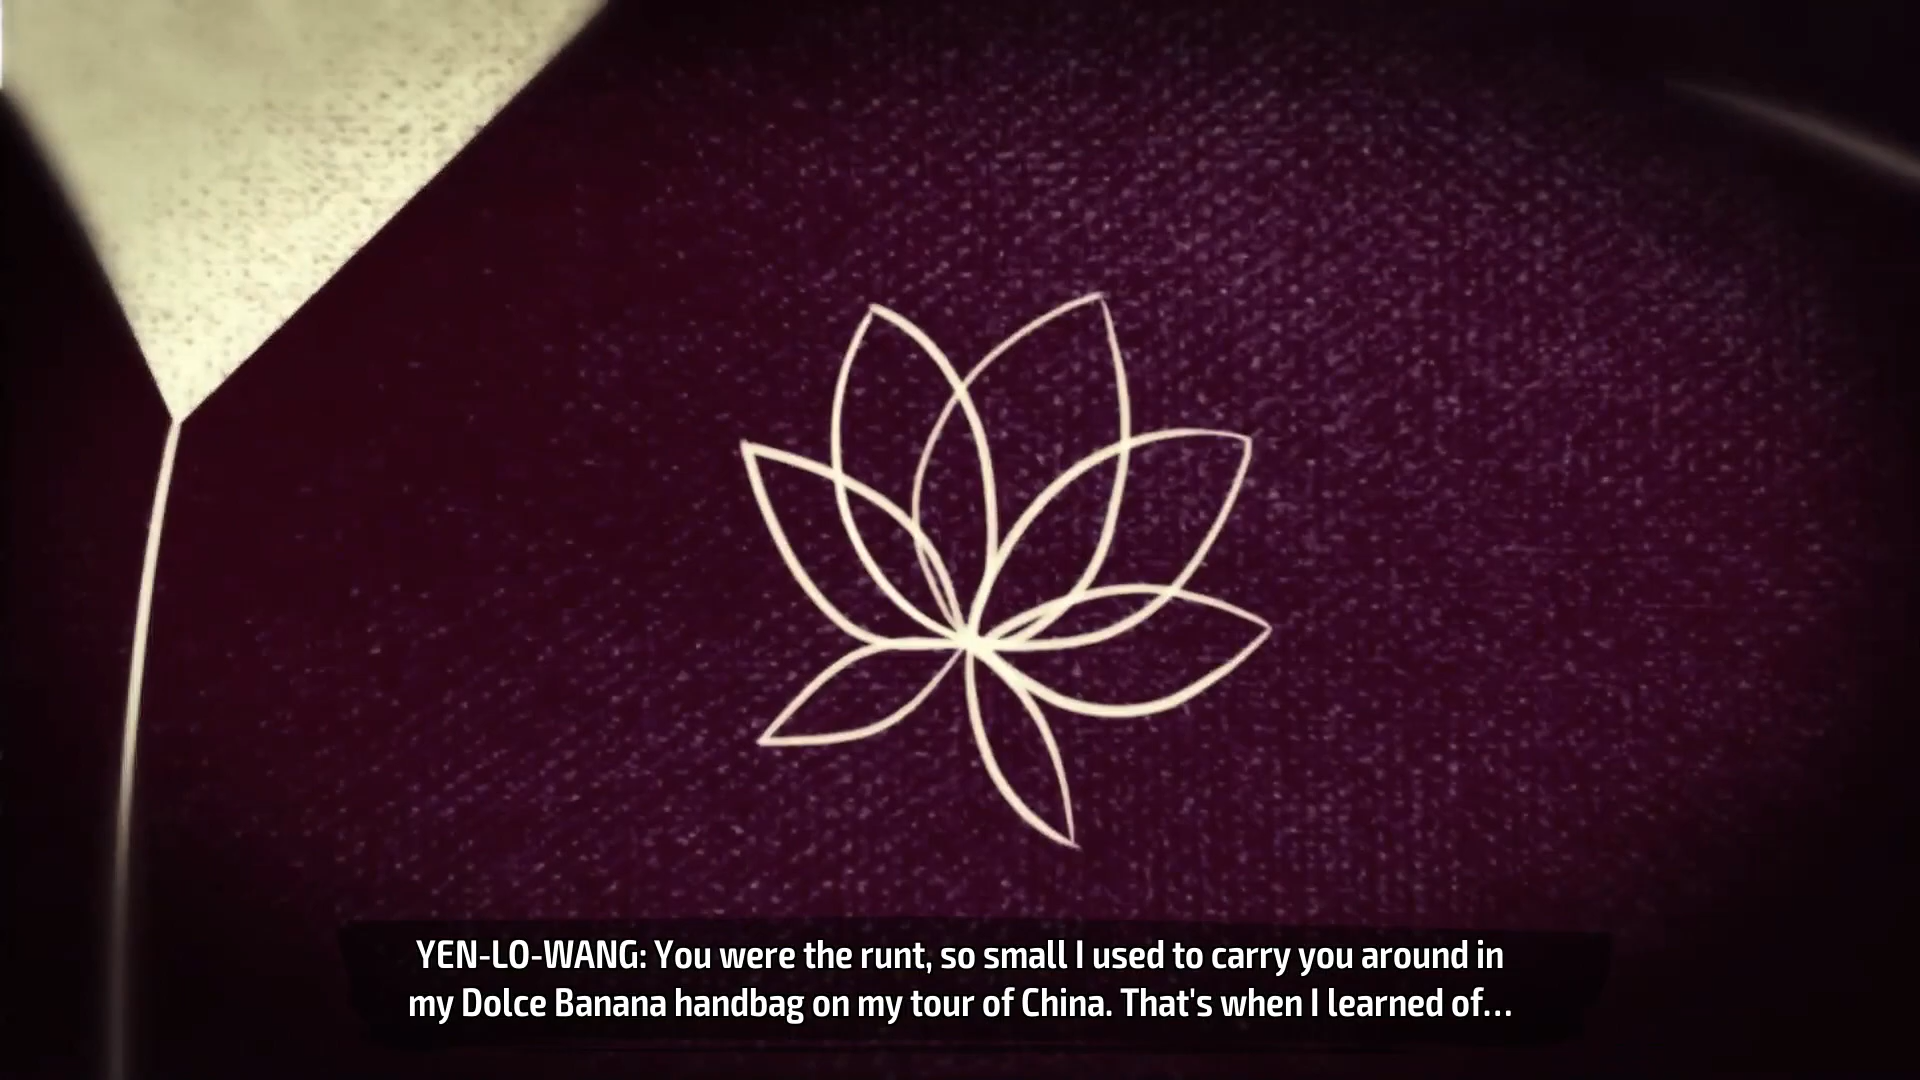 YEN-LO-WANG: You were the runt, so small I used to carry you around in
my Dolce Banana handbag on my tour of China. That's when I learned of...